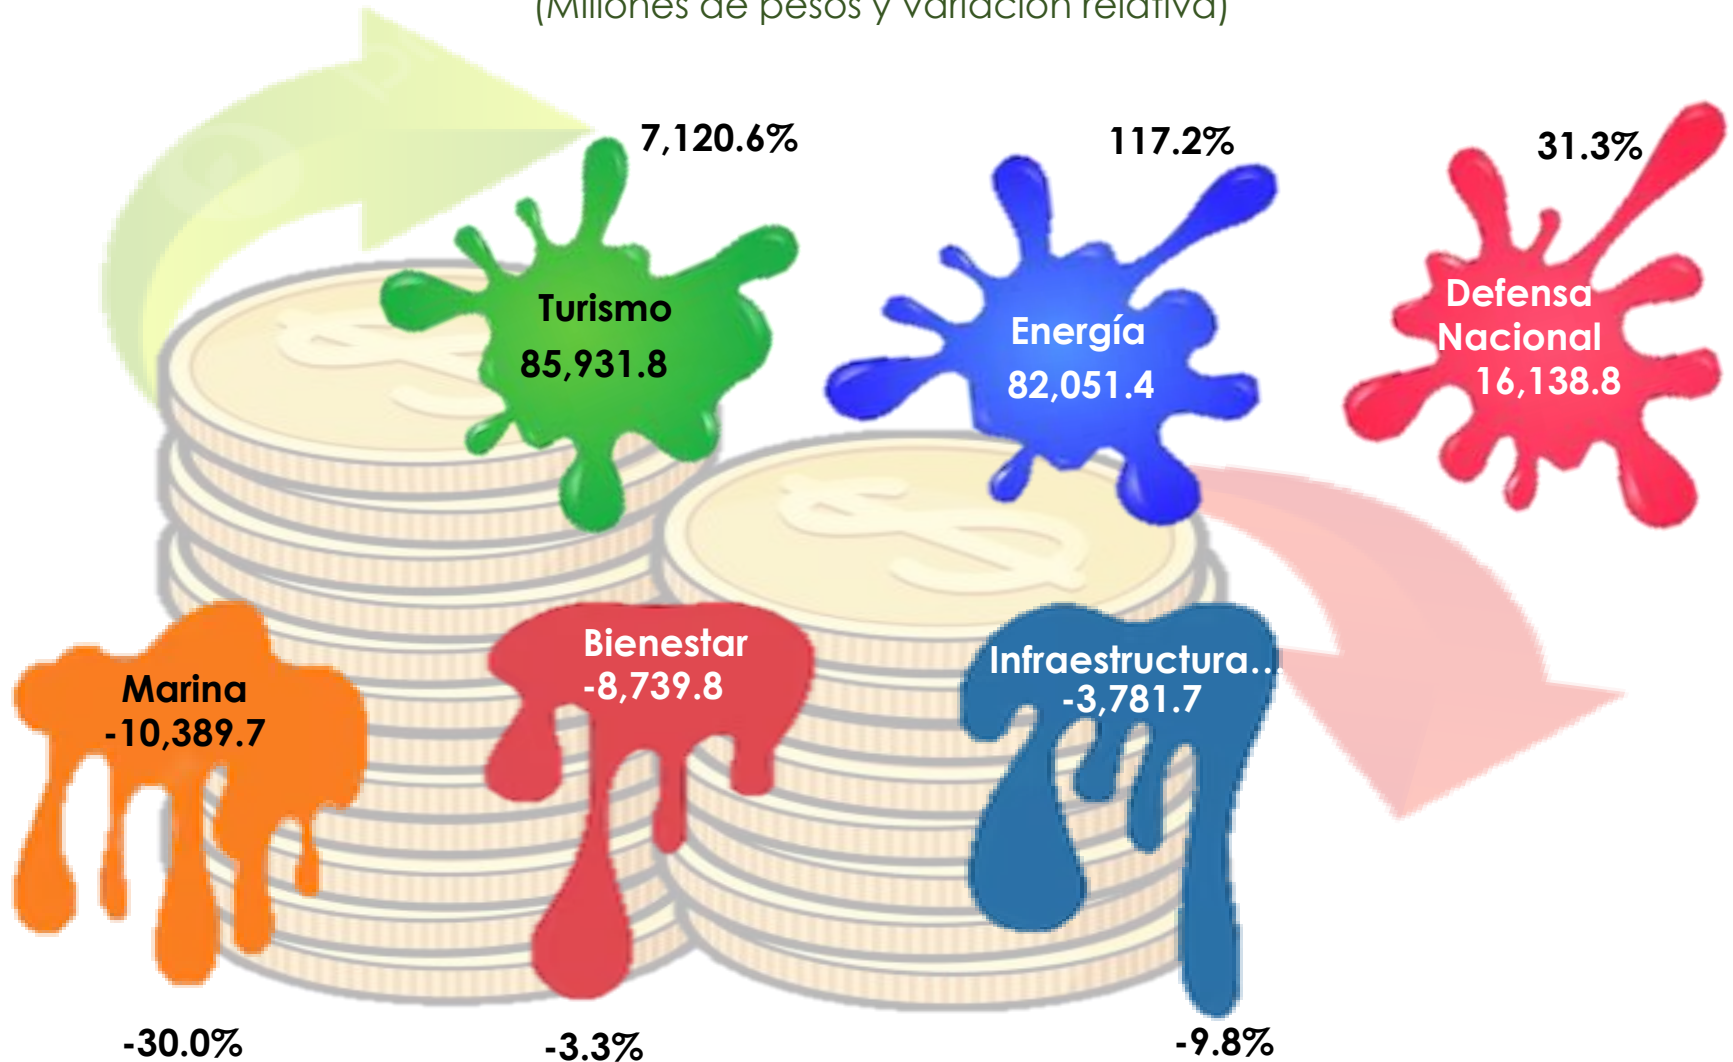 (Millones de pesos y variación relativa)
7,120.6%
117.2%
31.3%
Turismo
85,931.8
Energía
82,051.4
Defensa
Nacional
16,138.8
Marina
-10,389.7
Bienestar
-8,739.8
Infraestructura...
-3,781.7
-30.0%
-3.3%
-9.8%